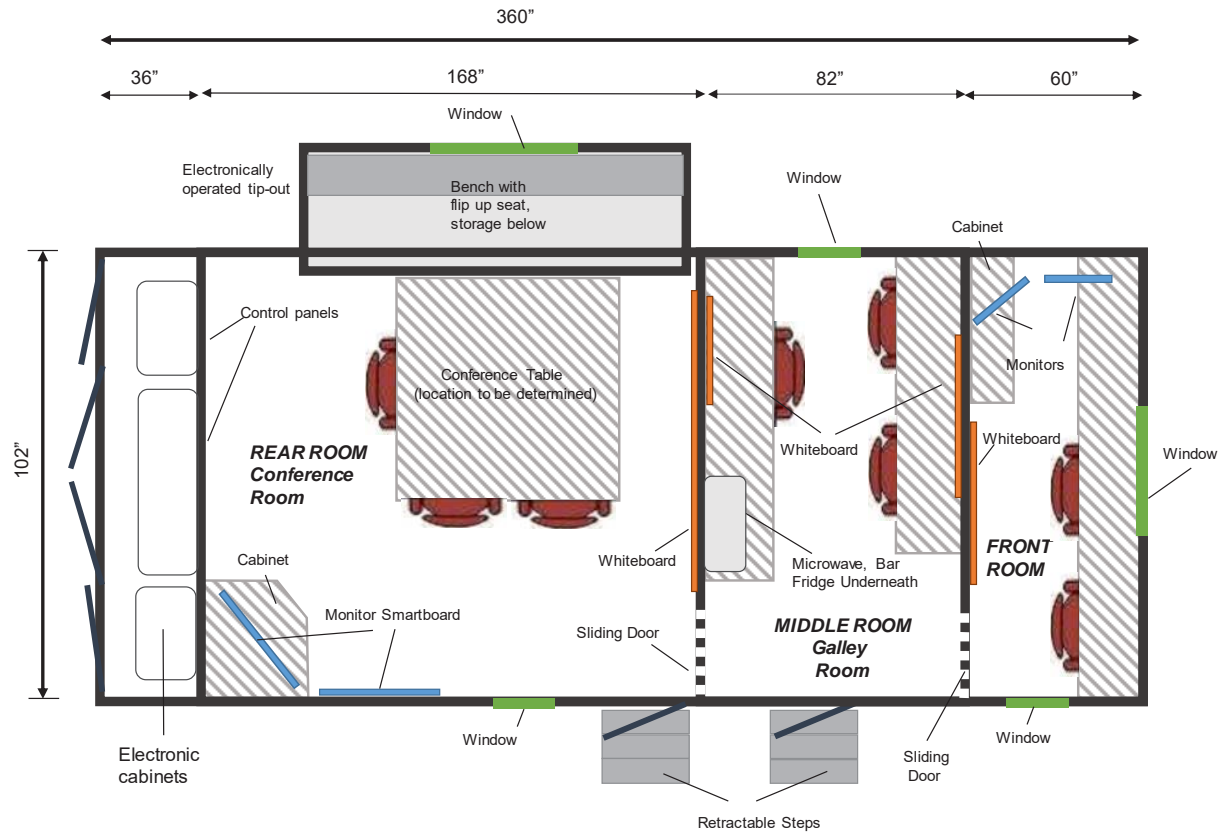 360”
36”
168”
82”
60”
Window
Electronically
operated tip-out
Bench with
flip up seat,
storage below
Window
Cabinet
Control panels
Monitors
Conference Table
(location to be determined)
102”
REAR ROOM
Conference
Room
Whiteboard
Whiteboard
Window
Cabinet
Whiteboard
Microwave, Bar
Fridge Underneath
FRONT
ROOM
Monitor Smartboard
Sliding Door
MIDDLE ROOM
Galley
Room
Electronic
cabinets
Window
Sliding
Door
Window
Retractable Steps